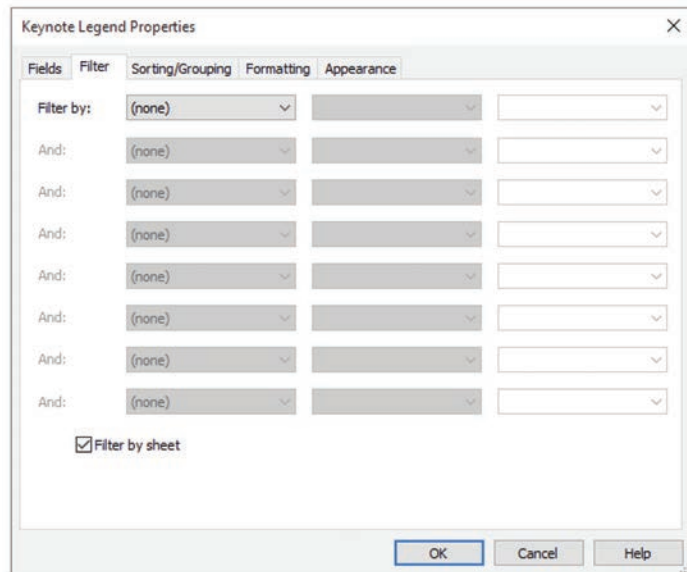 Keynote Legend Properties
Fields Filter Sorting/Grouping Formatting Appearance
Filter by: (none)
And: (none)
And: (none)
And: (none)
And: (none)
And: (none)
And: (none)
And: (none)
Filter by sheet
OK Cancel Help